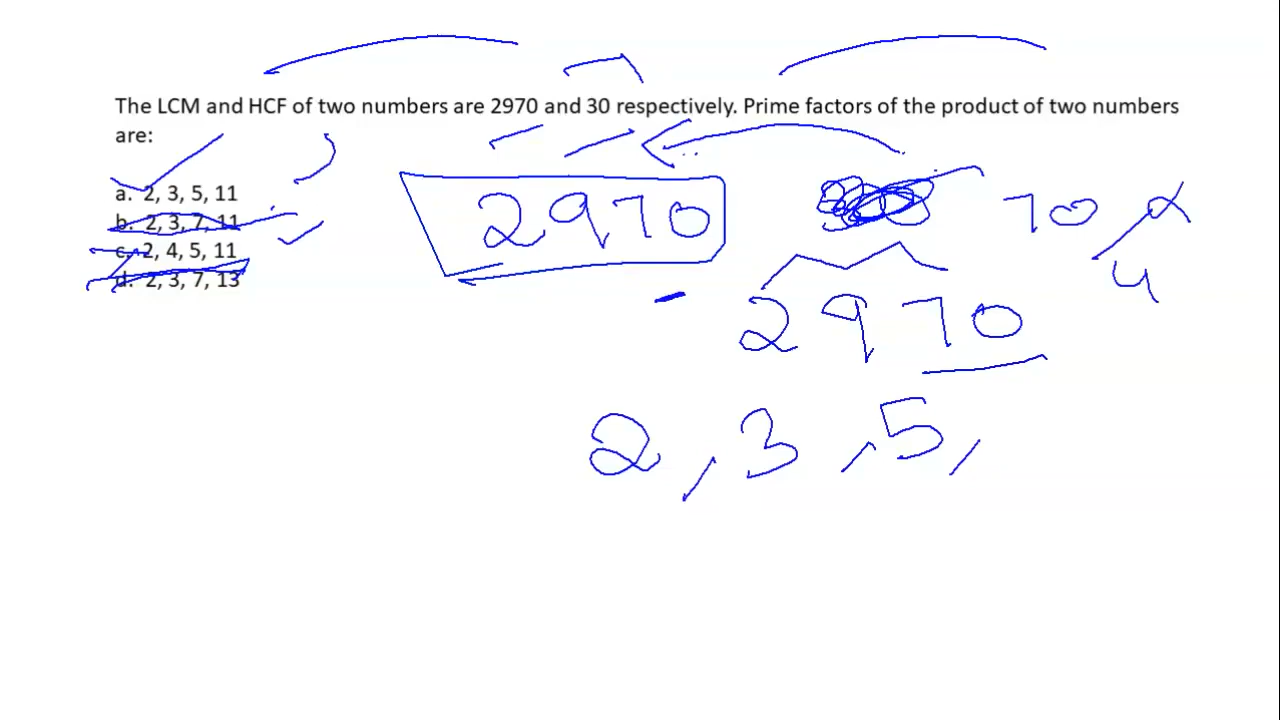 The LCM and HCF of two numbers are 2970 and 30 respectively. Prime factors of the product of two numbers
are:
a. 2, 3, 5, 11
b. 2, 3, 7, 11
c. 2, 4, 5, 11
d. 2, 3, 7, 13
2970
70
4
2970
2, 3, 5,